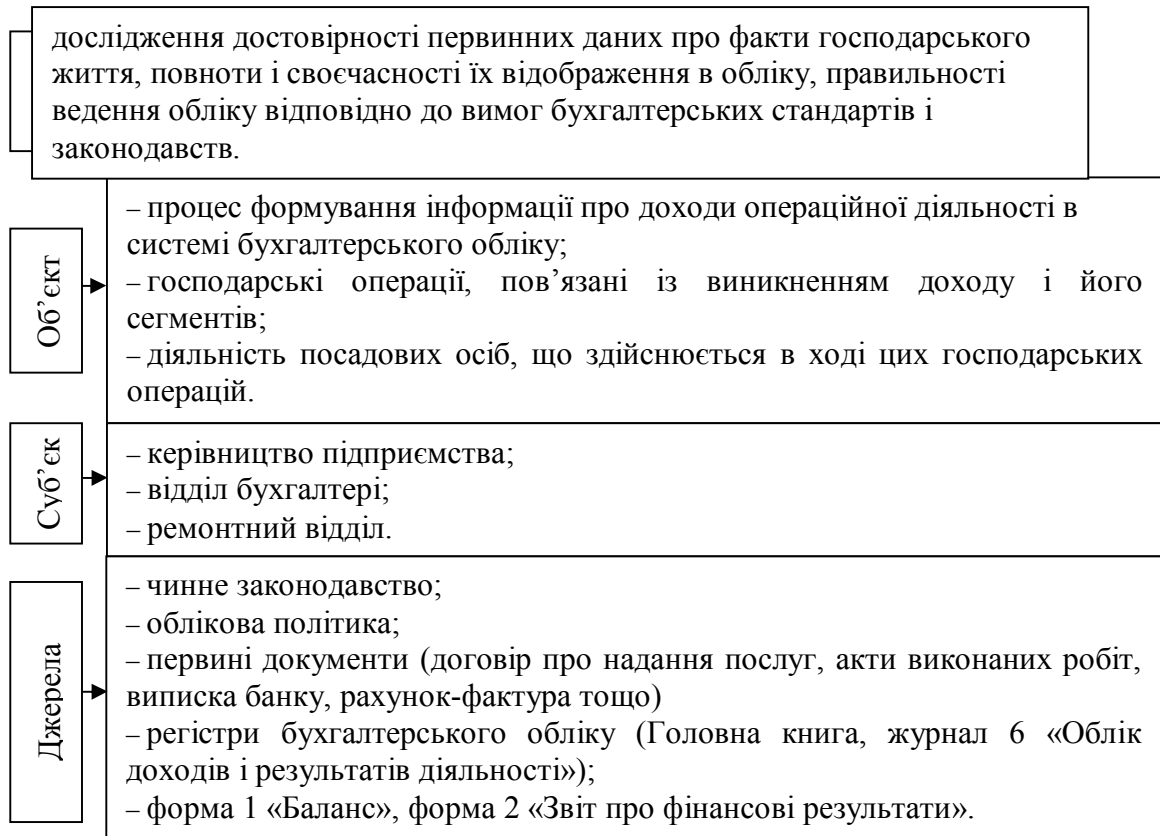 дослідження достовірності первинних даних про факти господарського
життя, повноти і своєчасності їх відображення в обліку, правильності
ведення обліку відповідно до вимог бухгалтерських стандартів і
законодавств.
Об’єкт
– процес формування інформації про доходи операційної діяльності в
системі бухгалтерського обліку;
– господарські операції, пов’язані із виникненням доходу і його
сегментів;
– діяльність посадових осіб, що здійснюється в ході цих господарських
операцій.
Суб’єк
– керівництво підприємства;
– відділ бухгалтері;
– ремонтний відділ.
Джерела
– чинне законодавство;
– облікова політика;
– первині документи (договір про надання послуг, акти виконаних робіт,
виписка банку, рахунок-фактура тощо)
– регістри бухгалтерського обліку (Головна книга, журнал 6 «Облік
доходів і результатів діяльності»);
– форма 1 «Баланс», форма 2 «Звіт про фінансові результати».